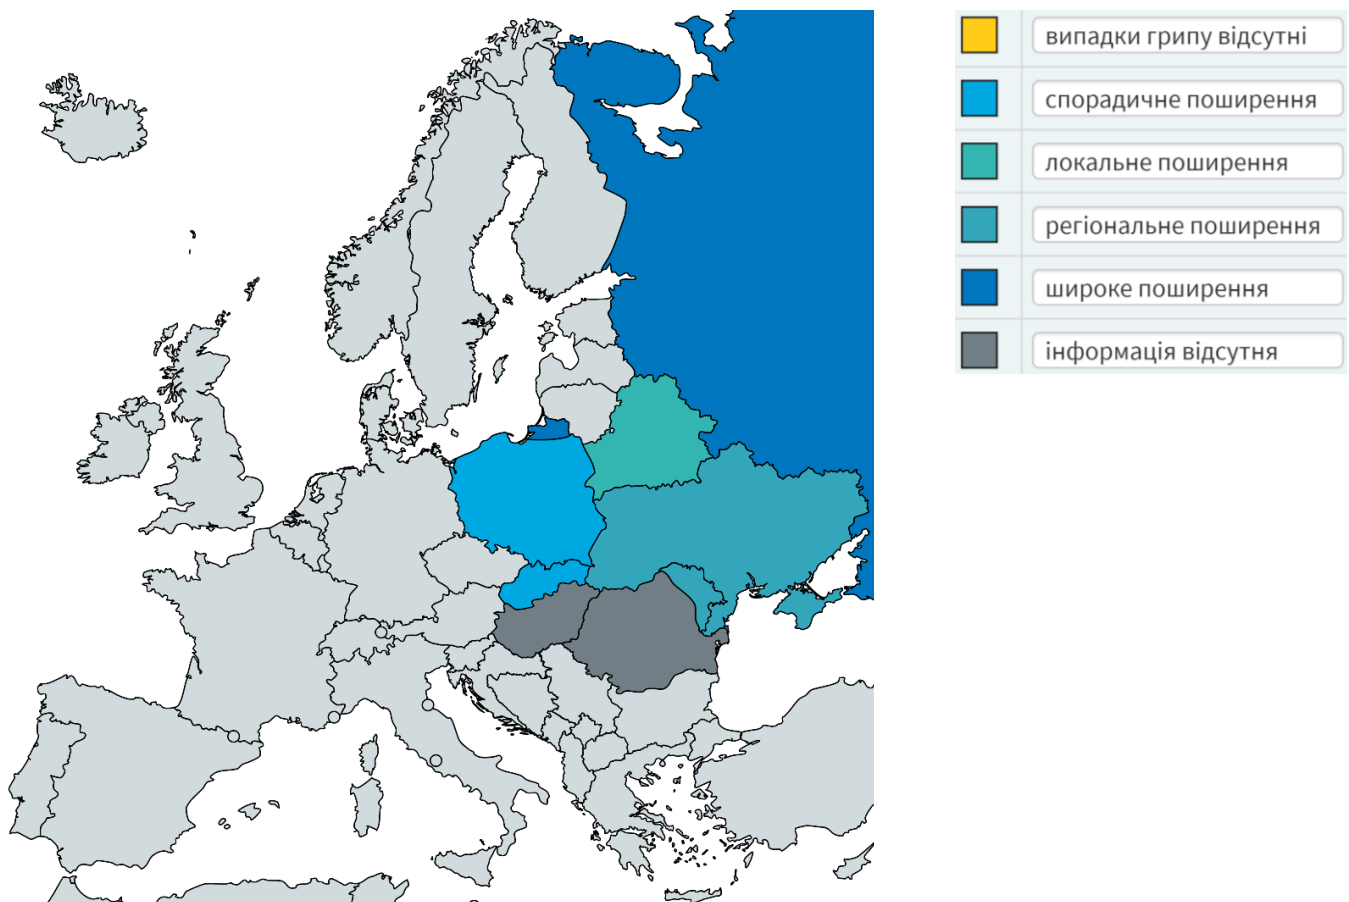 випадки грипу відсутні
спорадичне поширення
локальне поширення
регіональне поширення
широке поширення
інформація відсутня